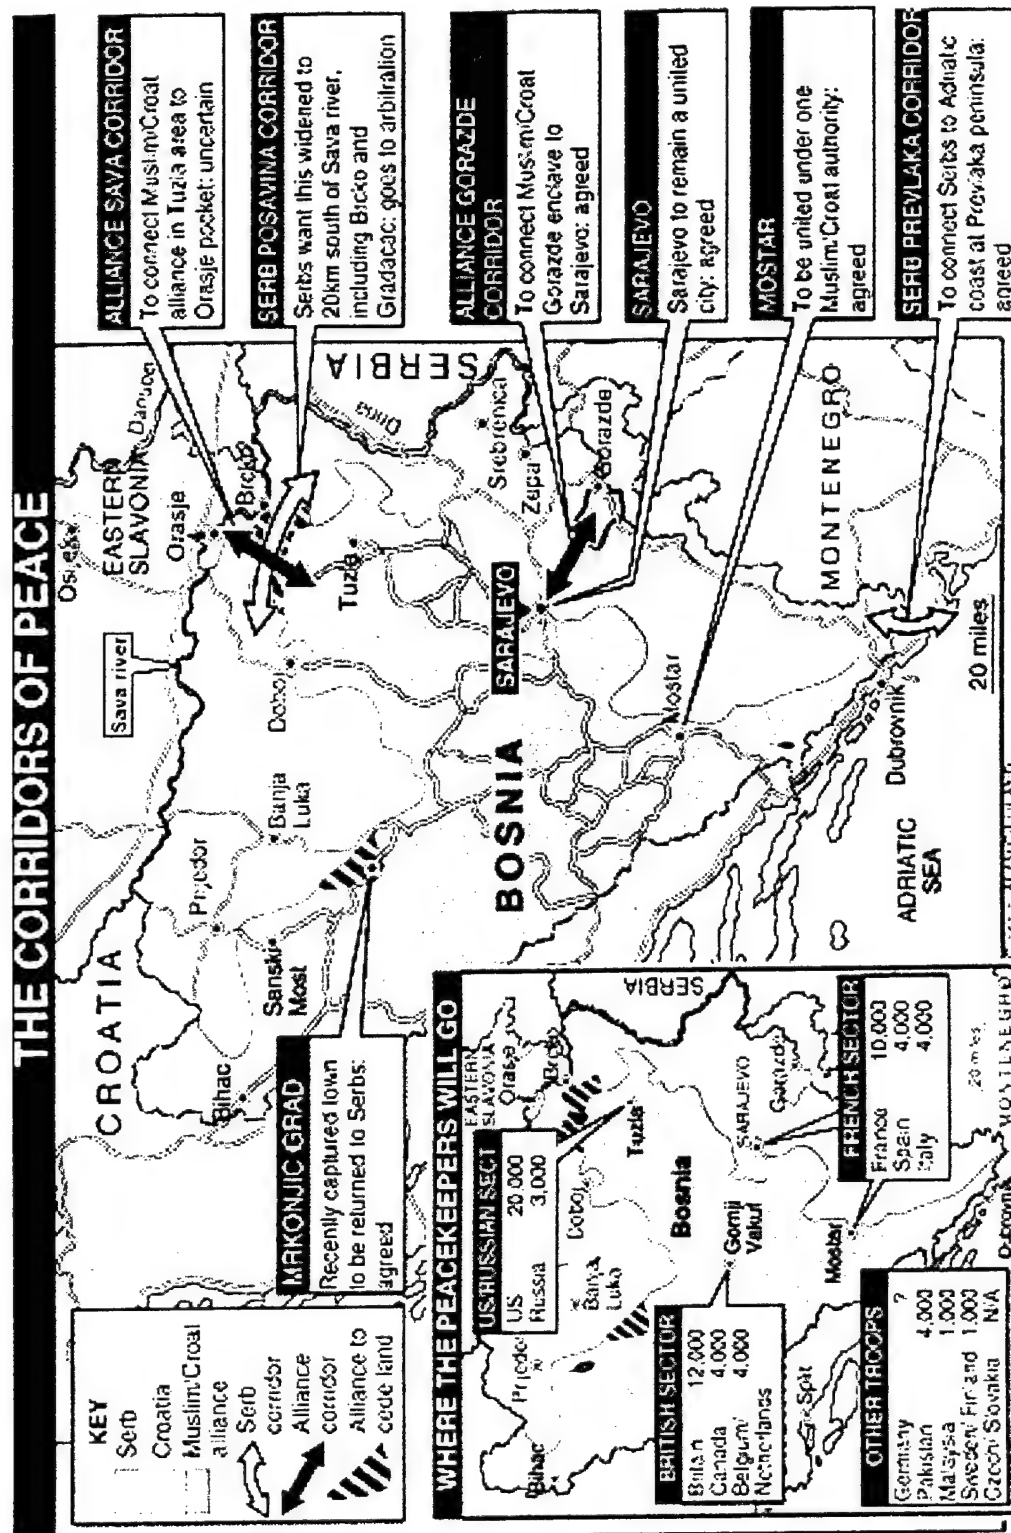 THE CORRIDORS OF PEACE
KEY
Serb
Croatia
Muslim/Croat
alliance
Serb
corridor
Alliance
corridor
Alliance to
cede land
MRKONJIC GRAD
Recently captured town
to be returned to Serbs:
agreed
CROATIA
Bihac
Prijedor
Sanski
Most
Banja
Luka
Sava river
Doboj
Osijek
EASTERN
SLAVONIA
Danube
Orasje
Brcko
Tuzla
SERBIA
Drina
Srebrenica
Zepa
Gorazde
SARAJEVO
BOSNIA
Mostar
MONTENEGRO
Dubrovnik
ADRIATIC
SEA
20 miles
ALLIANCE SAVA CORRIDOR
To connect Muslim/Croat
alliance in Tuzla area to
Orasje pocket: uncertain
SERB POSAVINA CORRIDOR
Serbs want this widened to
20km south of Sava river,
including Brcko and
Gradacac: goes to arbitration
ALLIANCE GORAZDE
CORRIDOR
To connect Muslim/Croat
Gorazde enclave to
Sarajevo: agreed
SARAJEVO
Sarajevo to remain a united
city: agreed
MOSTAR
To be united under one
Muslim/Croat authority:
agreed
SERB PREVLAKA CORRIDOR
To connect Serbs to Adriatic
coast at Prevlaka peninsula:
agreed
WHERE THE PEACEKEEPERS WILL GO
US/RUSSIAN SECT
US 20,000
Russia 3,000
BRITISH SECTOR
Britain 12,000
Canada 4,000
Belgium/ 4,000
Netherlands
FRENCH SECTOR
France 10,000
Spain 4,000
Italy 4,000
OTHER TROOPS
Germany ?
Pakistan 4,000
Malaysia 1,000
Sweden/Finland 1,000
Czech/Slovakia N/A
Bihac
Prijedor
Banja
Luka
Doboj
EASTERN
SLAVONIA
Orasje
Brcko
SERBIA
Tuzla
Bosnia
SARAJEVO
Gorazde
Gornji
Vakuf
Mostar
Split
20 miles
MONTENEGRO